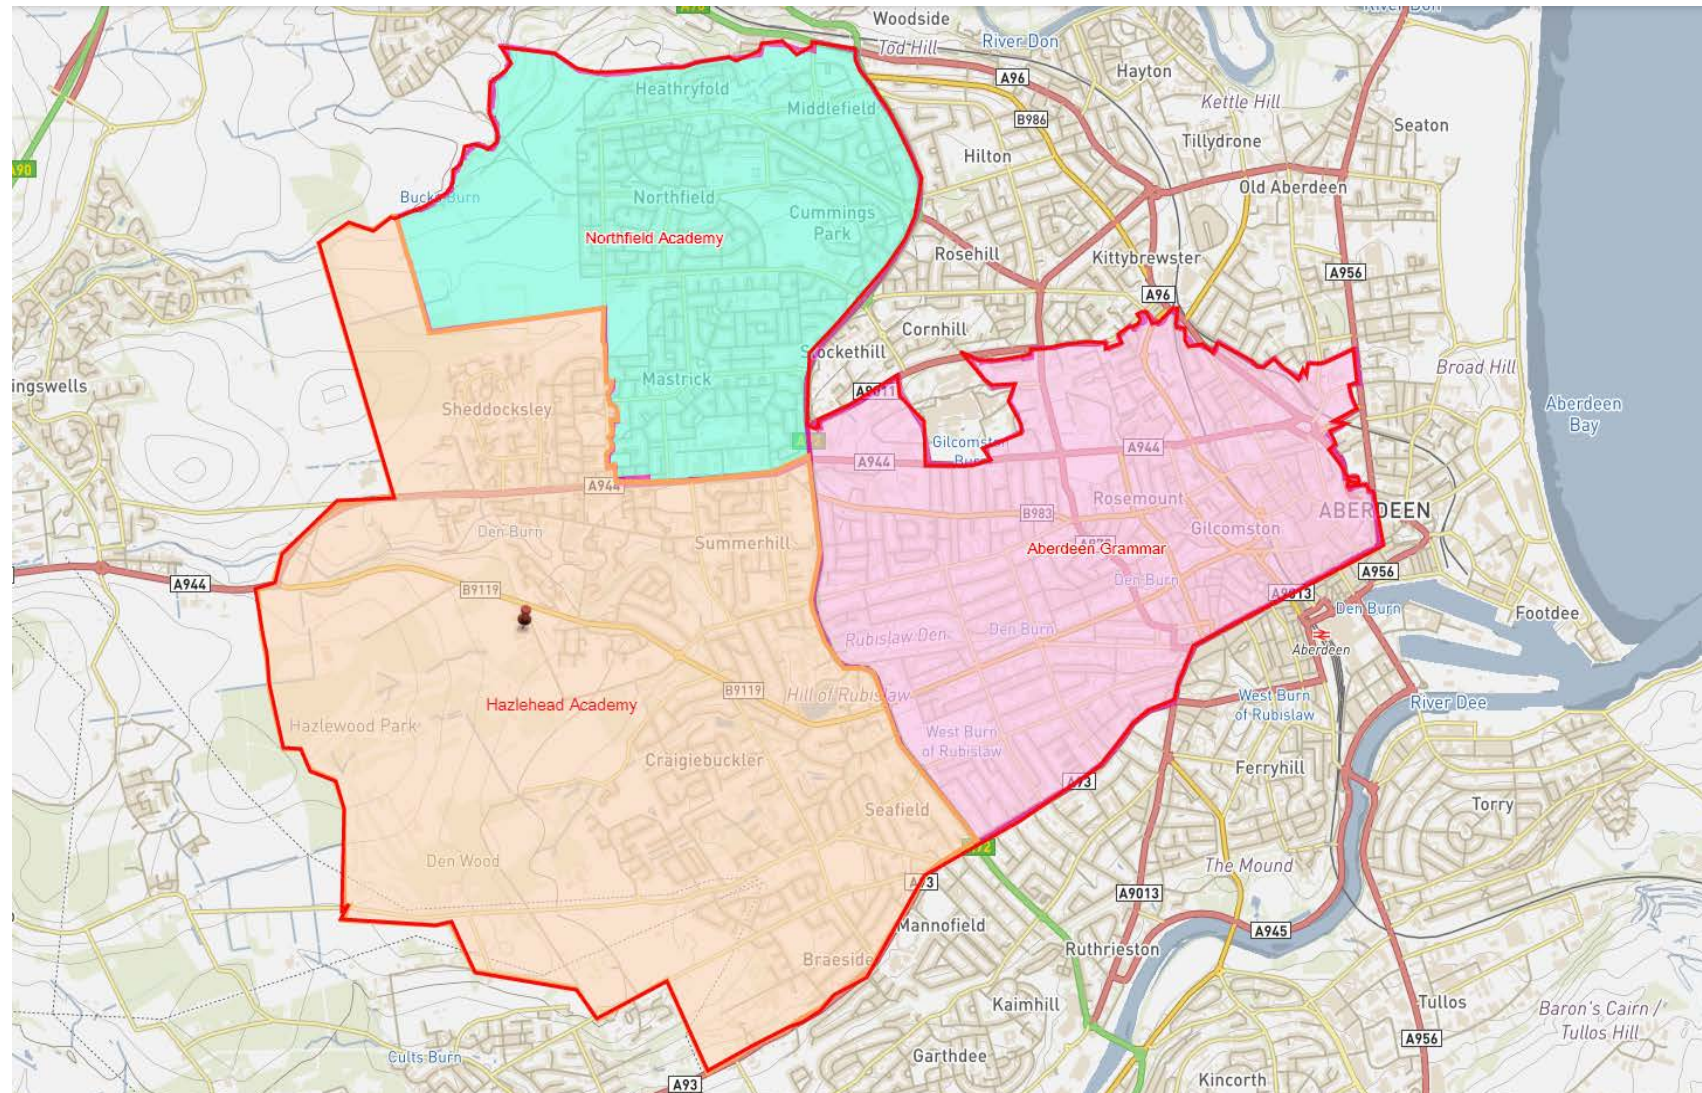 Woodside
River Don
Tod Hill
River Don
A96
Hayton
Heathryfold
Middlefield
Kettle Hill
B986
Seaton
Tillydrone
Hilton
A90
Bucks Burn
Northfield
Old Aberdeen
Cummings
Park
Northfield Academy
Rosehill
Kittybrewster
A956
A96
Cornhill
Stockethill
Broad Hill
Mastrick
ingswells
A9011
Sheddocksley
Aberdeen
Bay
Gilcomston
Burn
A944
A944
A944
Rosemount
B983
ABERDEEN
Den Burn
Gilcomston
Summerhill
Aberdeen Grammar
A956
A944
B9119
Den Burn
A9013
Den Burn
Footdee
Rubislaw Den
Den Burn
Aberdeen
B9119
Hill of Rubislaw
West Burn
of Rubislaw
River Dee
Hazlehead Academy
Hazlewood Park
West Burn
of Rubislaw
Craigiebuckler
Ferryhill
A93
Seafield
Torry
Den Wood
The Mound
A93
A9013
Mannofield
A945
Ruthrieston
Braeside
Kaimhill
Tullos
Baron's Cairn /
Tullos Hill
A956
Cults Burn
Garthdee
Kincorth
A93